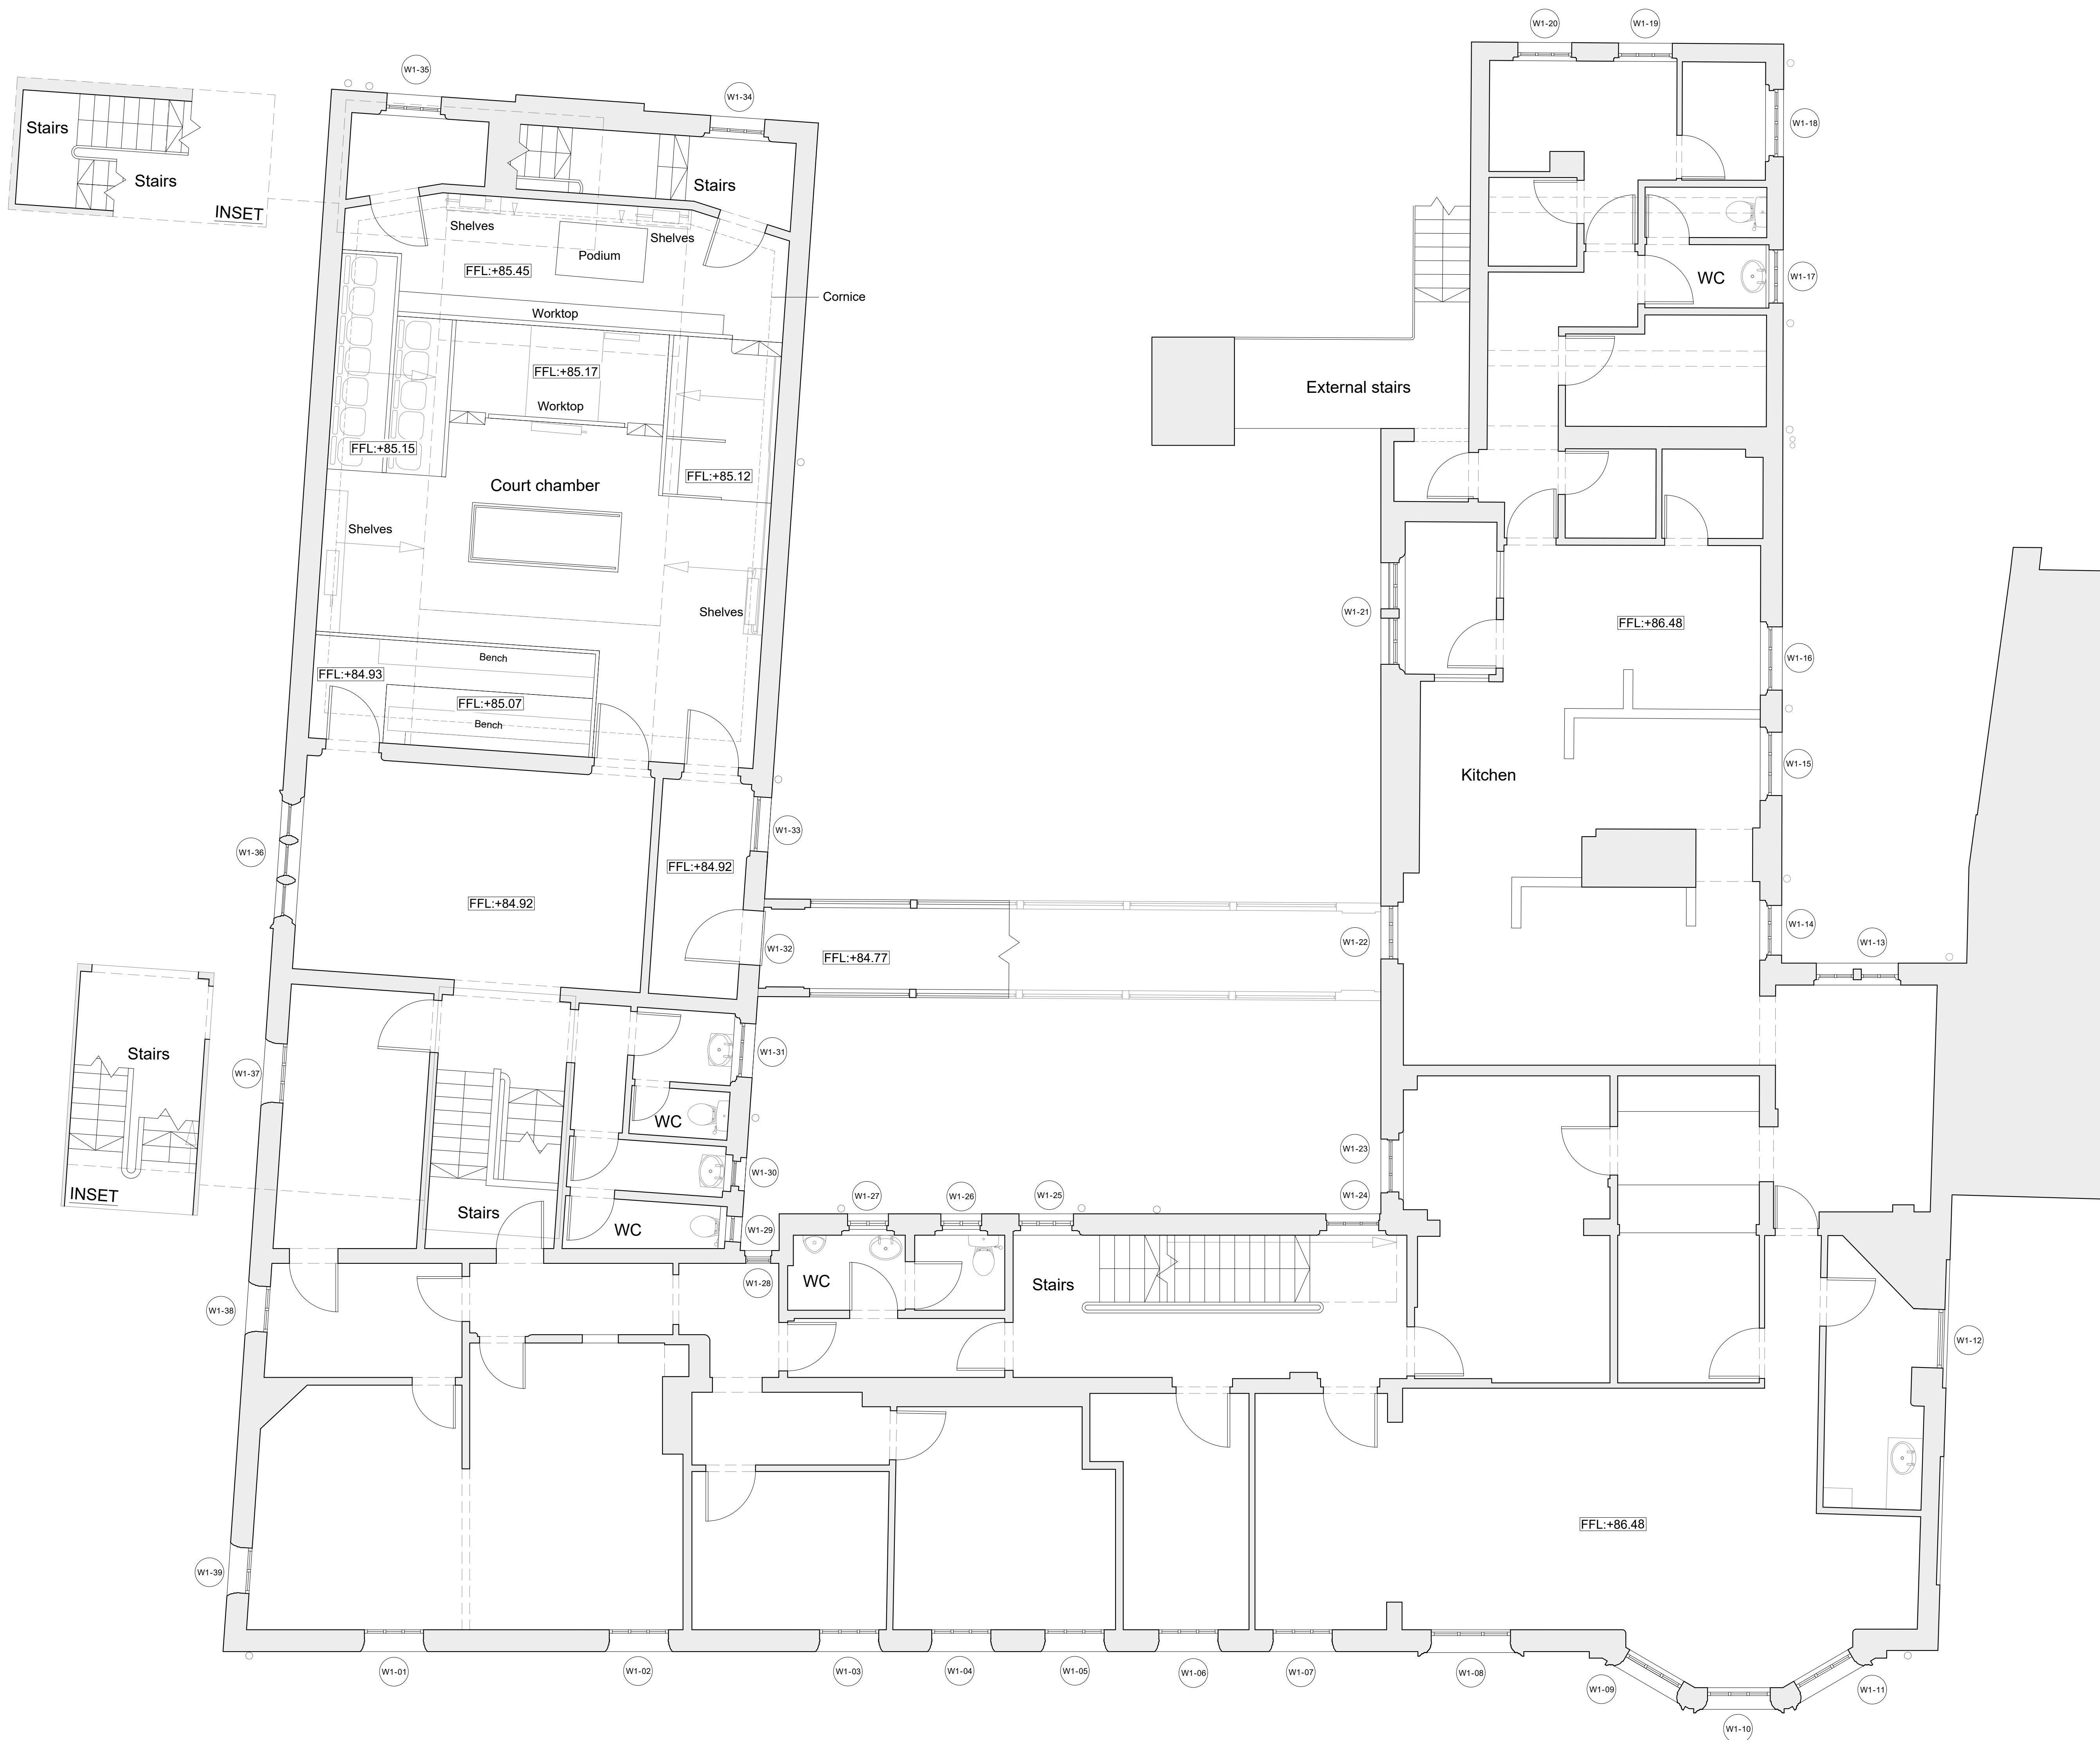 W1-20
W1-19
W1-35
W1-34
W1-18
Stairs
Stairs
INSET
Stairs
Shelves
Shelves
Podium
FFL:+85.45
WC
W1-17
Cornice
Worktop
FFL:+85.17
Worktop
External stairs
FFL:+85.15
FFL:+85.12
Court chamber
Shelves
Shelves
W1-21
FFL:+86.48
Bench
W1-16
FFL:+84.93
FFL:+85.07
Bench
W1-15
Kitchen
W1-33
W1-36
FFL:+84.92
FFL:+84.92
W1-14
W1-32
W1-22
W1-13
FFL:+84.77
Stairs
W1-31
W1-37
WC
W1-23
W1-30
INSET
W1-27
W1-26
W1-25
W1-24
Stairs
WC
W1-29
WC
W1-28
Stairs
W1-38
W1-12
FFL:+86.48
W1-39
W1-01
W1-02
W1-03
W1-04
W1-05
W1-06
W1-07
W1-08
W1-09
W1-11
W1-10